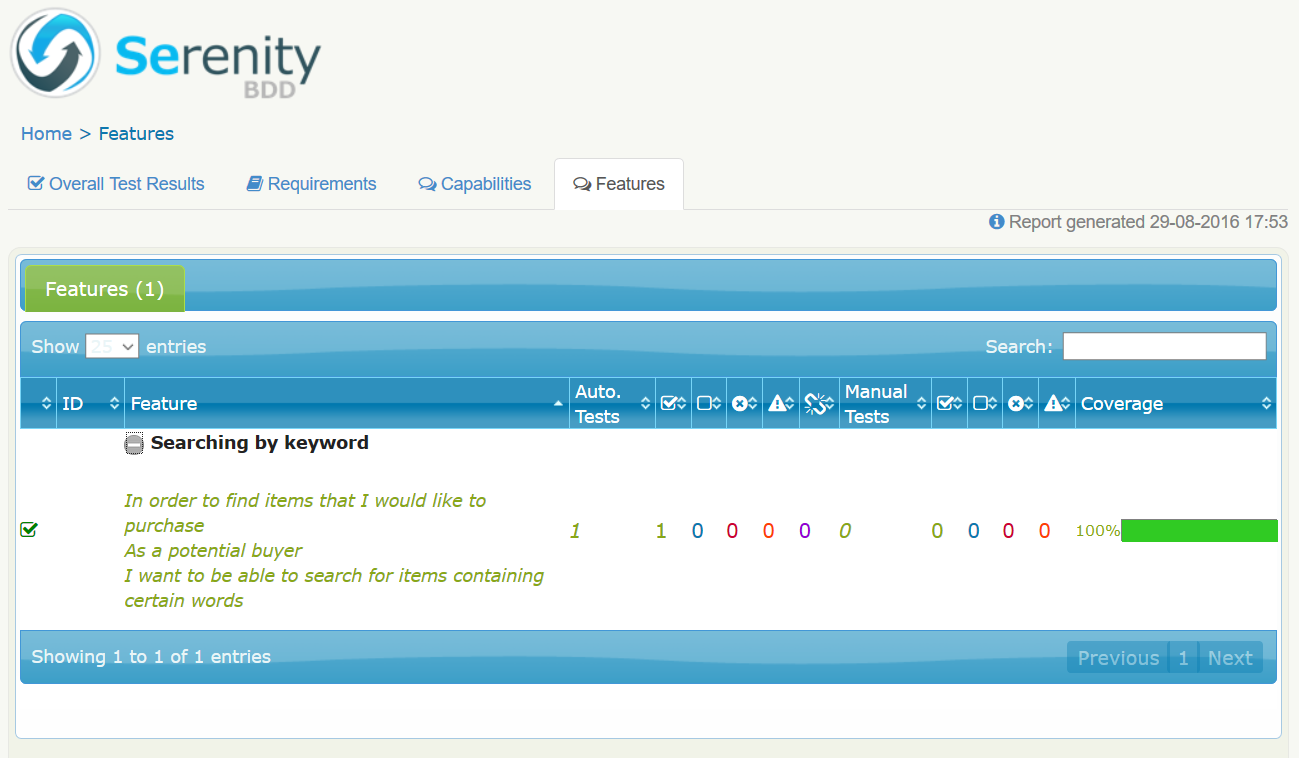 Serenity
BDD
Home > Features
Overall Test Results Requirements Capabilities Features
Report generated 29-08-2016 17:53
Features (1)
Show 25 entries Search:
ID Feature Auto. Tests Manual Tests Coverage
Searching by keyword
In order to find items that I would like to
purchase
As a potential buyer
I want to be able to search for items containing
certain words
1 1 0 0 0 0 0 0 0 0 0 100%
Showing 1 to 1 of 1 entries Previous 1 Next